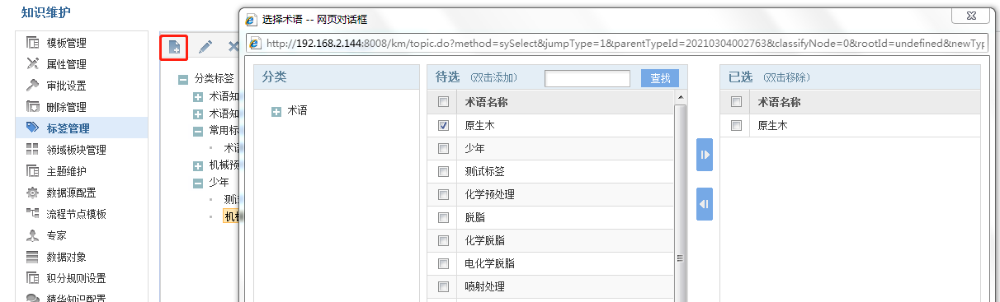 知识维护
模板管理
属性管理
审批设置
删除管理
标签管理
领域板块管理
主题维护
数据源配置
流程节点模板
专家
数据对象
积分规则设置
精华知识配置
分类标签
术语知
术语知
常用标
术语
机械预
少年
测试
机械
选择术语 -- 网页对话框
http://192.168.2.144:8008/km/topic.do?method=sySelect&jumpType=1&parentTypeId=20210304002763&classifyNode=0&rootId=undefined&newTyp
分类
术语
待选 (双击添加) 查找
术语名称
原生木
少年
测试标签
化学预处理
脱脂
化学脱脂
电化学脱脂
喷射处理
已选 (双击移除)
术语名称
原生木